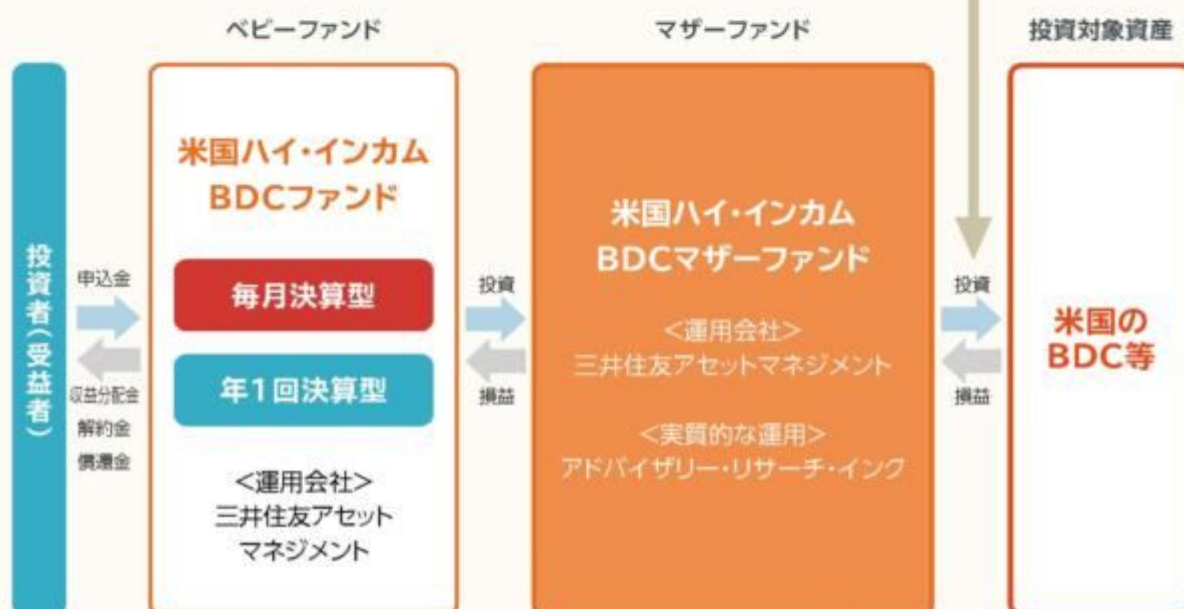 ベビーファンド
マザーファンド
投資対象資産
投資者(受益者)
申込金
収益分配金
解約金
償還金
米国ハイ・インカム
BDCファンド
毎月決算型
年1回決算型
<運用会社>
三井住友アセット
マネジメント
投資
損益
米国ハイ・インカム
BDCマザーファンド
<運用会社>
三井住友アセットマネジメント
<実質的な運用>
アドバイザリー・リサーチ・インク
投資
損益
米国の
BDC等